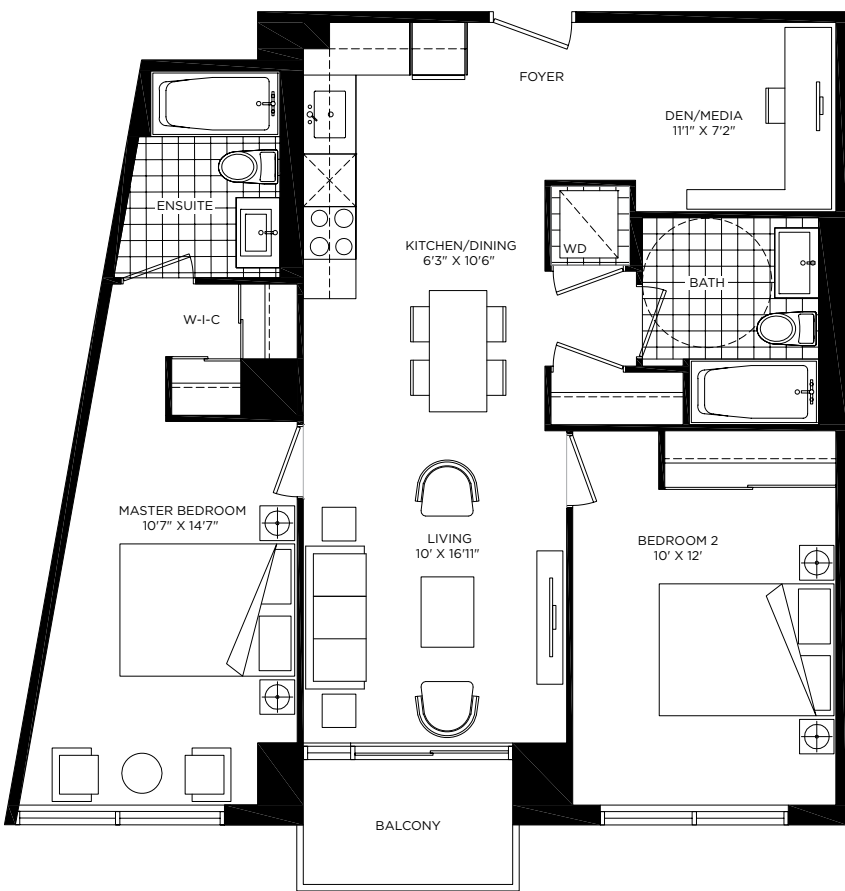 FOYER
DEN/MEDIA
11'1" X 7'2"
ENSUITE
KITCHEN/DINING
6'3" X 10'6"
WD
BATH
W-I-C
MASTER BEDROOM
10'7" X 14'7"
LIVING
10' X 16'11"
BEDROOM 2
10' X 12'
BALCONY